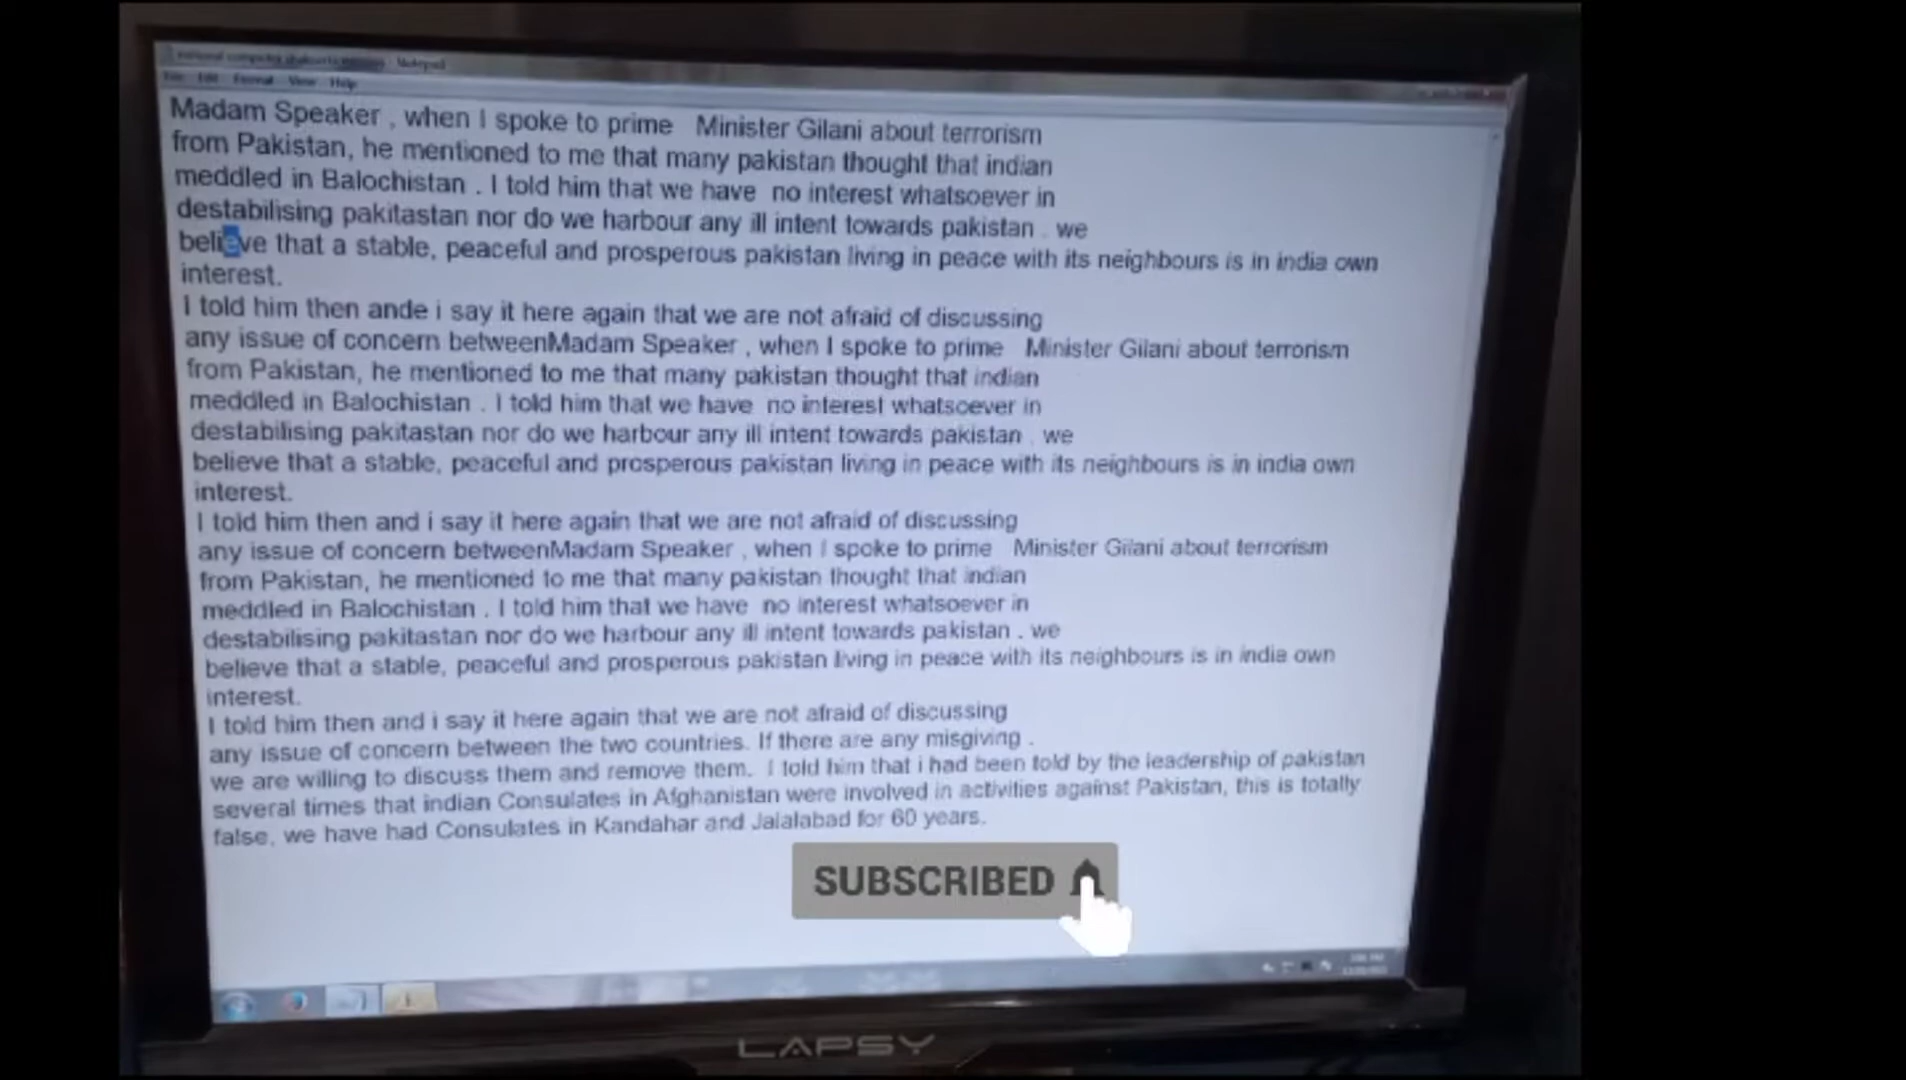 Notepad
File Edit Format View Help
Madam Speaker , when I spoke to prime   Minister Gilani about terrorism
from Pakistan, he mentioned to me that many pakistan thought that indian
meddled in Balochistan . I told him that we have  no interest whatsoever in
destabilising pakitastan nor do we harbour any ill intent towards pakistan . we
believe that a stable, peaceful and prosperous pakistan living in peace with its neighbours is in india own
interest.
I told him then ande i say it here again that we are not afraid of discussing
any issue of concern betweenMadam Speaker , when I spoke to prime   Minister Gilani about terrorism
from Pakistan, he mentioned to me that many pakistan thought that indian
meddled in Balochistan . I told him that we have  no interest whatsoever in
destabilising pakitastan nor do we harbour any ill intent towards pakistan . we
believe that a stable, peaceful and prosperous pakistan living in peace with its neighbours is in india own
interest.
I told him then and i say it here again that we are not afraid of discussing
any issue of concern betweenMadam Speaker , when I spoke to prime   Minister Gilani about terrorism
from Pakistan, he mentioned to me that many pakistan thought that indian
meddled in Balochistan . I told him that we have  no interest whatsoever in
destabilising pakitastan nor do we harbour any ill intent towards pakistan . we
believe that a stable, peaceful and prosperous pakistan living in peace with its neighbours is in india own
interest.
I told him then and i say it here again that we are not afraid of discussing
any issue of concern between the two countries. If there are any misgiving .
we are willing to discuss them and remove them.  I told him that i had been told by the leadership of pakistan
several times that indian Consulates in Afghanistan were involved in activities against Pakistan, this is totally
false, we have had Consulates in Kandahar and Jalalabad for 60 years.
SUBSCRIBED
LAPSY